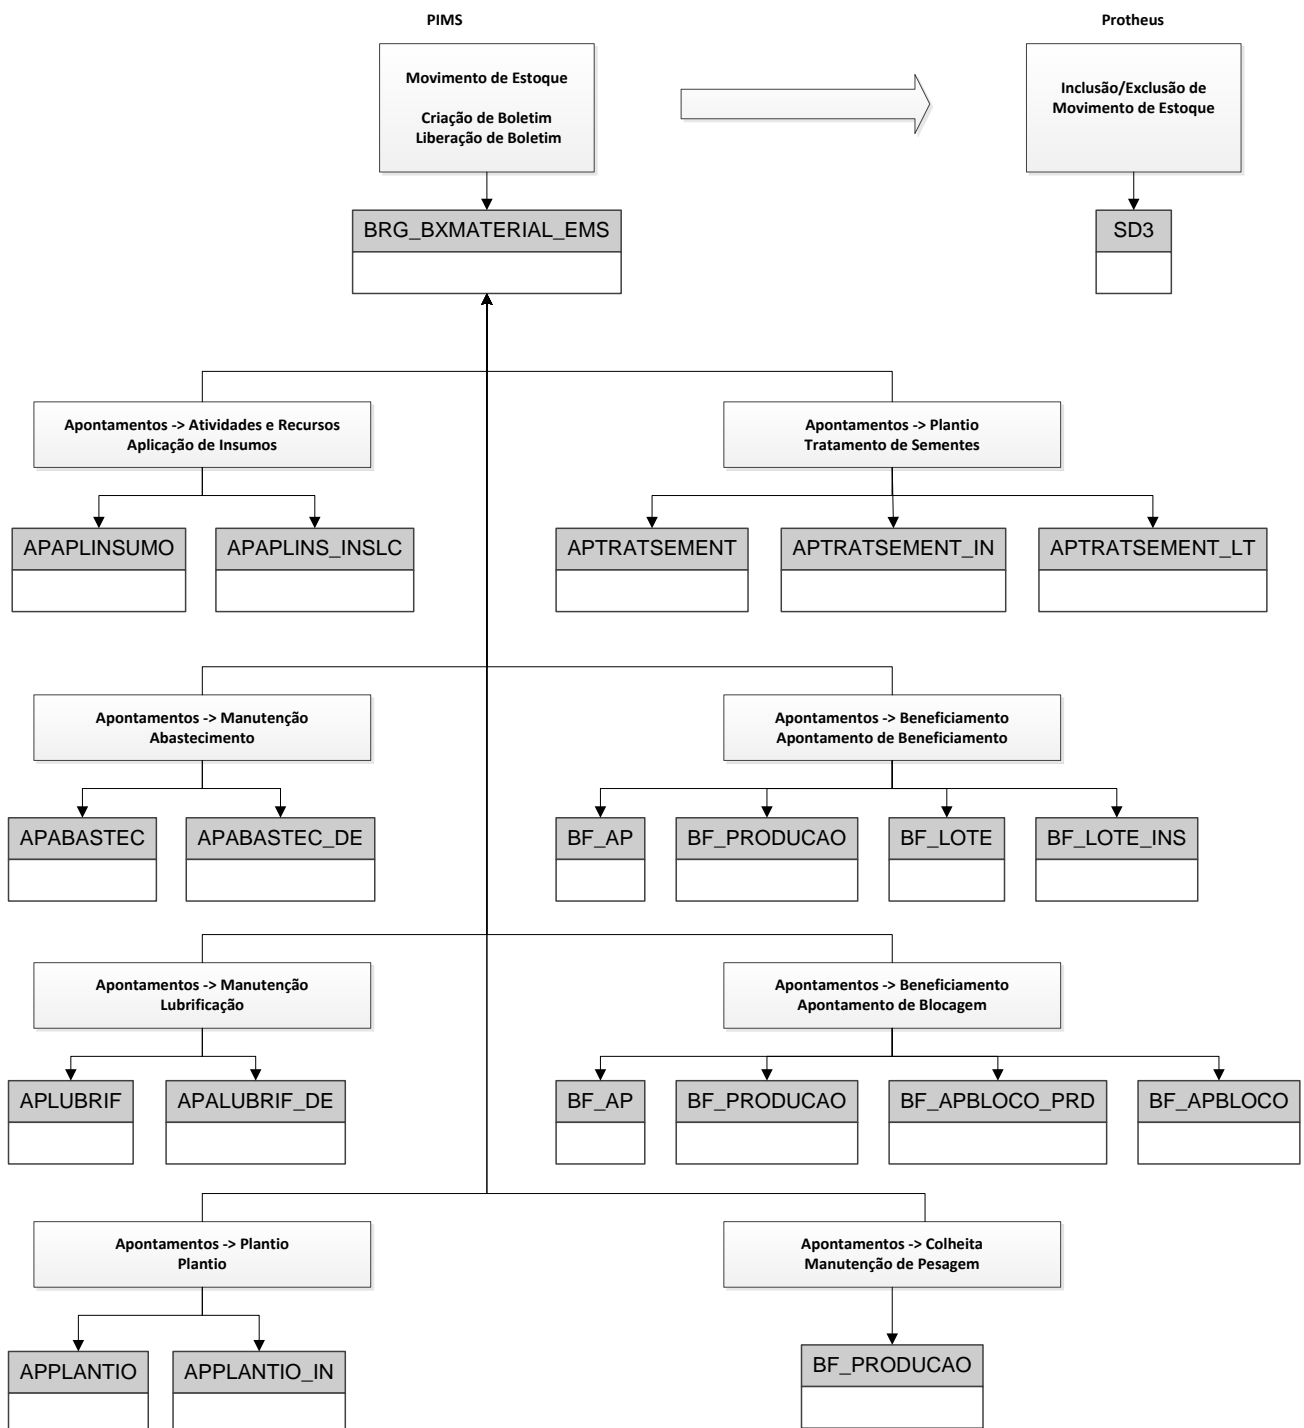 PIMS
Protheus
Movimento de Estoque
Criação de Boletim
Liberação de Boletim
Inclusão/Exclusão de
Movimento de Estoque
BRG_BXMATERIAL_EMS
SD3
Apontamentos -> Atividades e Recursos
Aplicação de Insumos
Apontamentos -> Plantio
Tratamento de Sementes
APAPLINSUMO
APAPLINS_INSLC
APTRATSEMENT
APTRATSEMENT_IN
APTRATSEMENT_LT
Apontamentos -> Manutenção
Abastecimento
Apontamentos -> Beneficiamento
Apontamento de Beneficiamento
APABASTEC
APABASTEC_DE
BF_AP
BF_PRODUCAO
BF_LOTE
BF_LOTE_INS
Apontamentos -> Manutenção
Lubrificação
Apontamentos -> Beneficiamento
Apontamento de Blocagem
APLUBRIF
APALUBRIF_DE
BF_AP
BF_PRODUCAO
BF_APBLOCO_PRD
BF_APBLOCO
Apontamentos -> Plantio
Plantio
Apontamentos -> Colheita
Manutenção de Pesagem
APPLANTIO
APPLANTIO_IN
BF_PRODUCAO